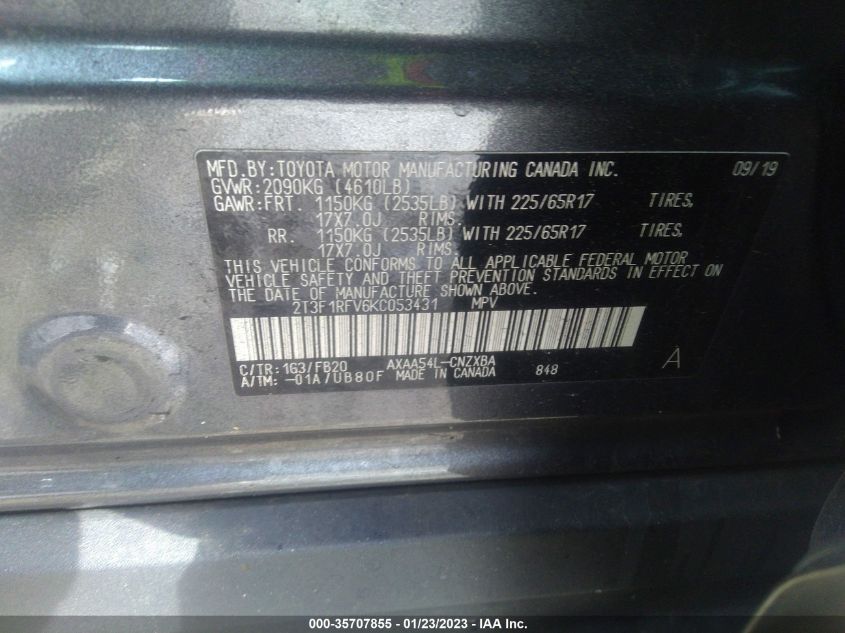 MFD.BY:TOYOTA MOTOR MANUFACTURING CANADA INC. 09/19
GVWR:2090KG (4610LB)
GAWR:FRT. 1150KG (2535LB) WITH 225/65R17 TIRES,
17X7.0J RIMS.
RR. 1150KG (2535LB) WITH 225/65R17 TIRES,
17X7.0J RIMS.
THIS VEHICLE CONFORMS TO ALL APPLICABLE FEDERAL MOTOR
VEHICLE SAFETY AND THEFT PREVENTION STANDARDS IN EFFECT ON
THE DATE OF MANUFACTURE SHOWN ABOVE.
2T3F1RFV6KC053431 MPV
C/TR:1G3/FB20 AXAA54L-CNZXBA 848 A
A/TM:-01A/UB80F MADE IN CANADA
000-35707855 - 01/23/2023 - IAA Inc.